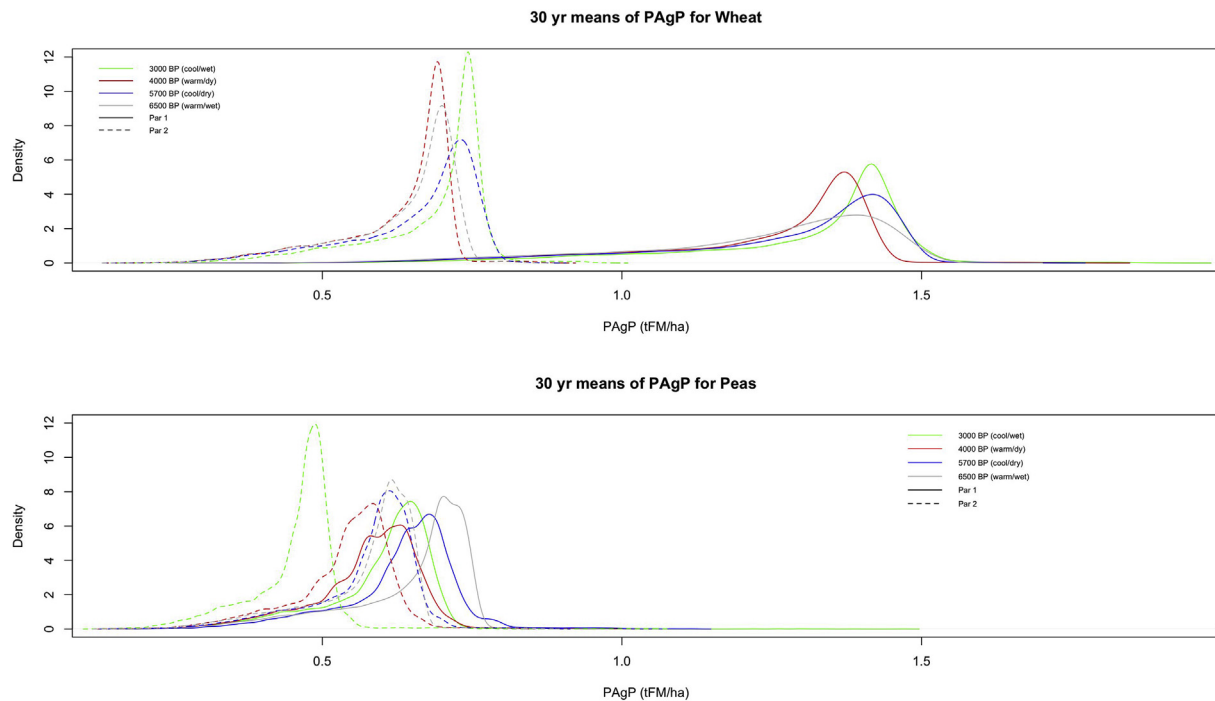 30 yr means of PAgP for Wheat
3000 BP (cool/wet)
4000 BP (warm/dy)
5700 BP (cool/dry)
6500 BP (warm/wet)
Par 1
Par 2
Density
0
2
4
6
8
10
12
0.5
1.0
1.5
PAgP (tFM/ha)
30 yr means of PAgP for Peas
3000 BP (cool/wet)
4000 BP (warm/dy)
5700 BP (cool/dry)
6500 BP (warm/wet)
Par 1
Par 2
Density
0
2
4
6
8
10
12
0.5
1.0
1.5
PAgP (tFM/ha)